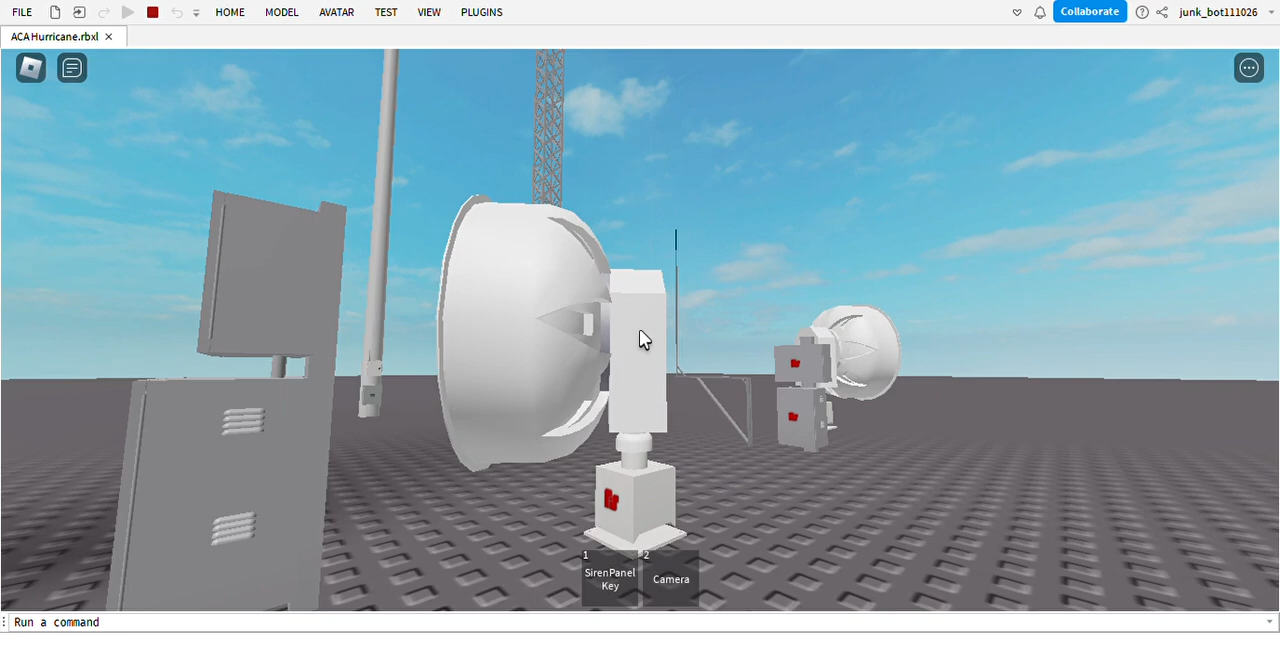 FILE HOME MODEL AVATAR TEST VIEW PLUGINS Collaborate junk_bot111026
ACAHurricane.rbxl
1 2
SirenPanel Camera
Key
Run a command